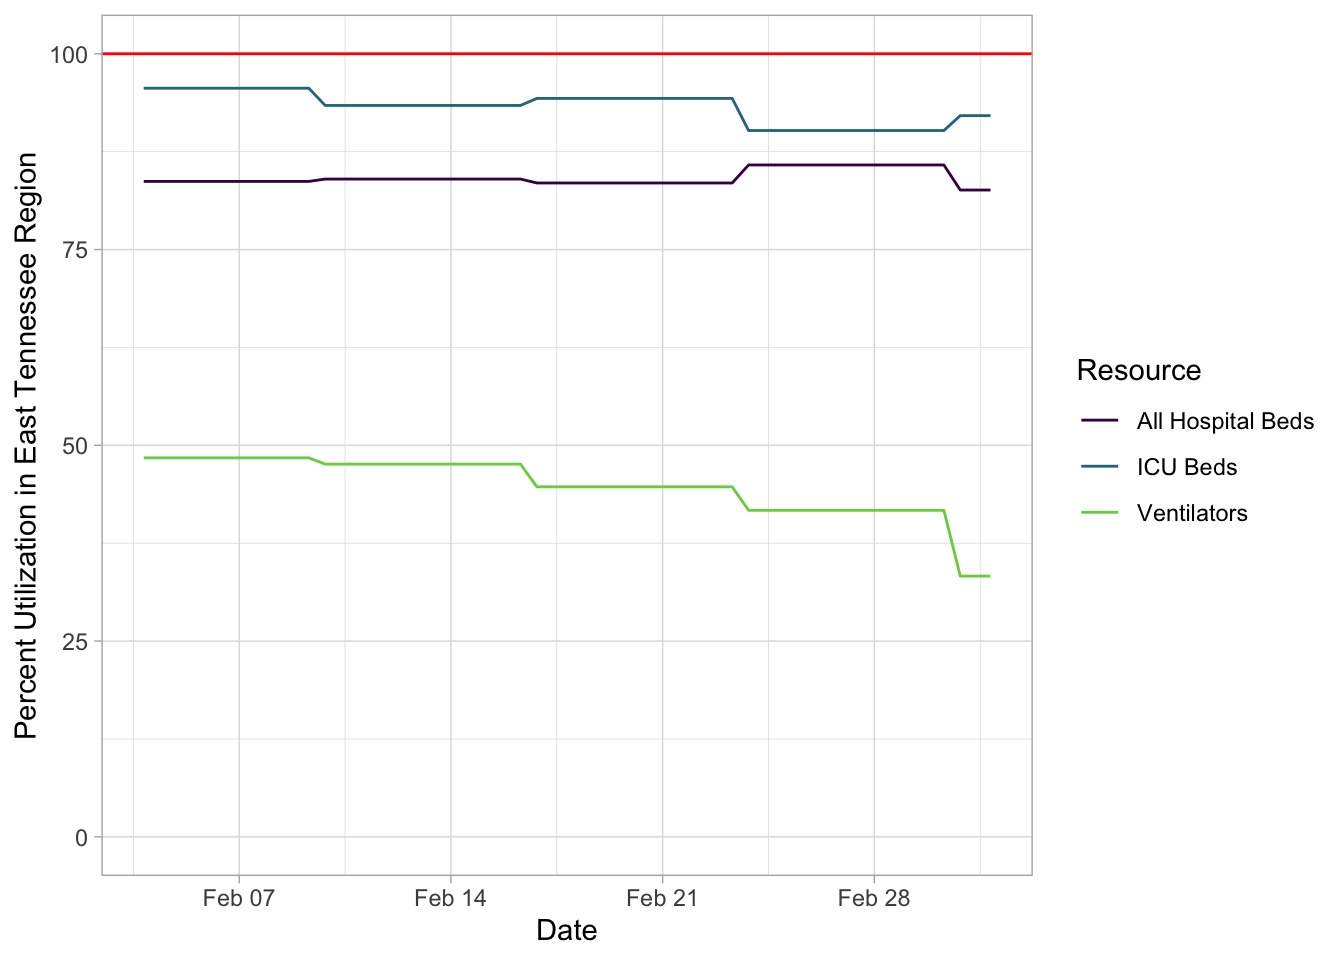 Percent Utilization in East Tennessee Region
100
75
50
25
0
Feb 07
Feb 14
Feb 21
Feb 28
Date
Resource
All Hospital Beds
ICU Beds
Ventilators